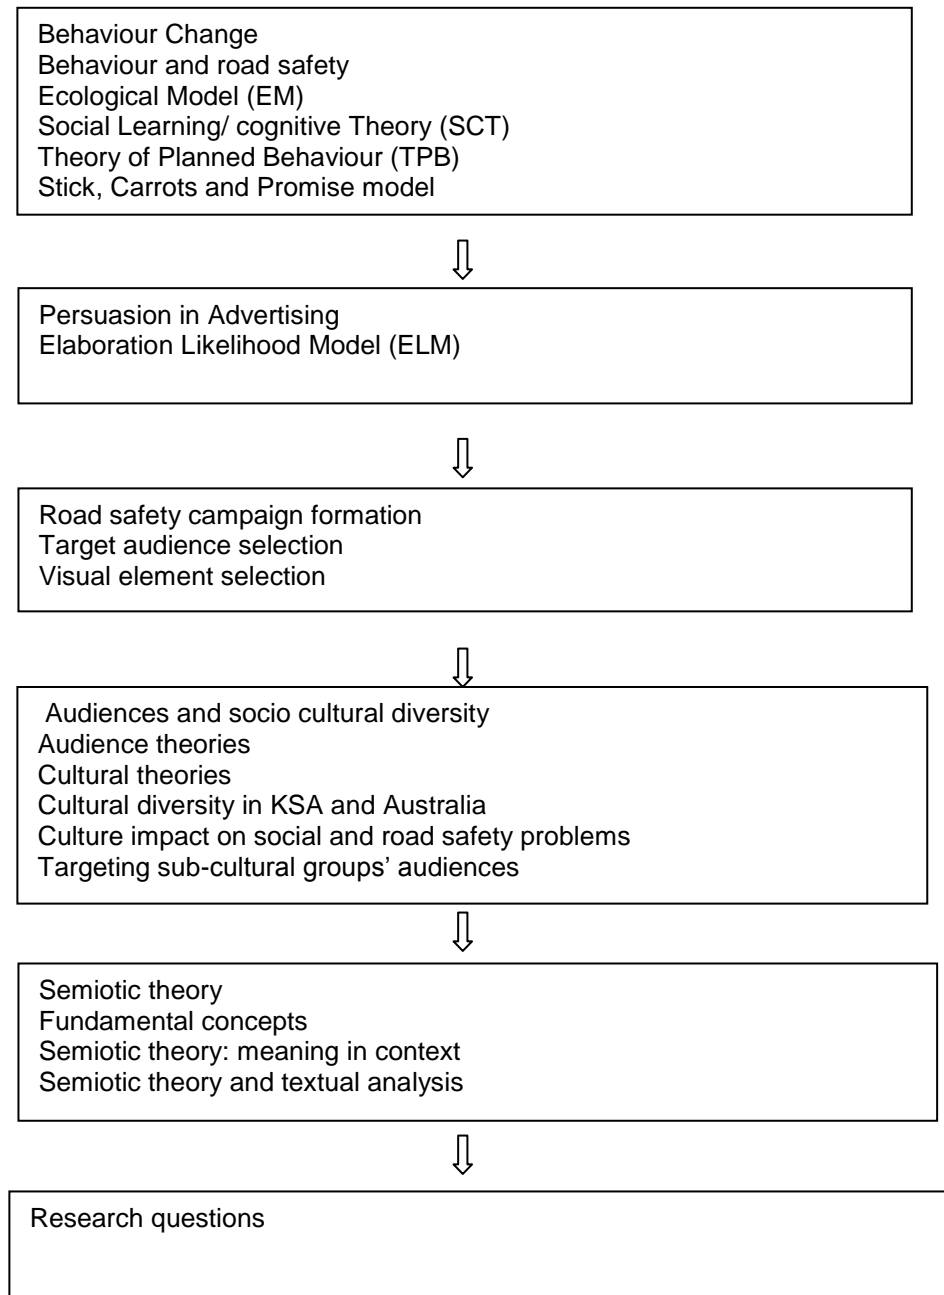 Behaviour Change
Behaviour and road safety
Ecological Model (EM)
Social Learning/ cognitive Theory (SCT)
Theory of Planned Behaviour (TPB)
Stick, Carrots and Promise model
Persuasion in Advertising
Elaboration Likelihood Model (ELM)
Road safety campaign formation
Target audience selection
Visual element selection
Audiences and socio cultural diversity
Audience theories
Cultural theories
Cultural diversity in KSA and Australia
Culture impact on social and road safety problems
Targeting sub-cultural groups’ audiences
Semiotic theory
Fundamental concepts
Semiotic theory: meaning in context
Semiotic theory and textual analysis
Research questions